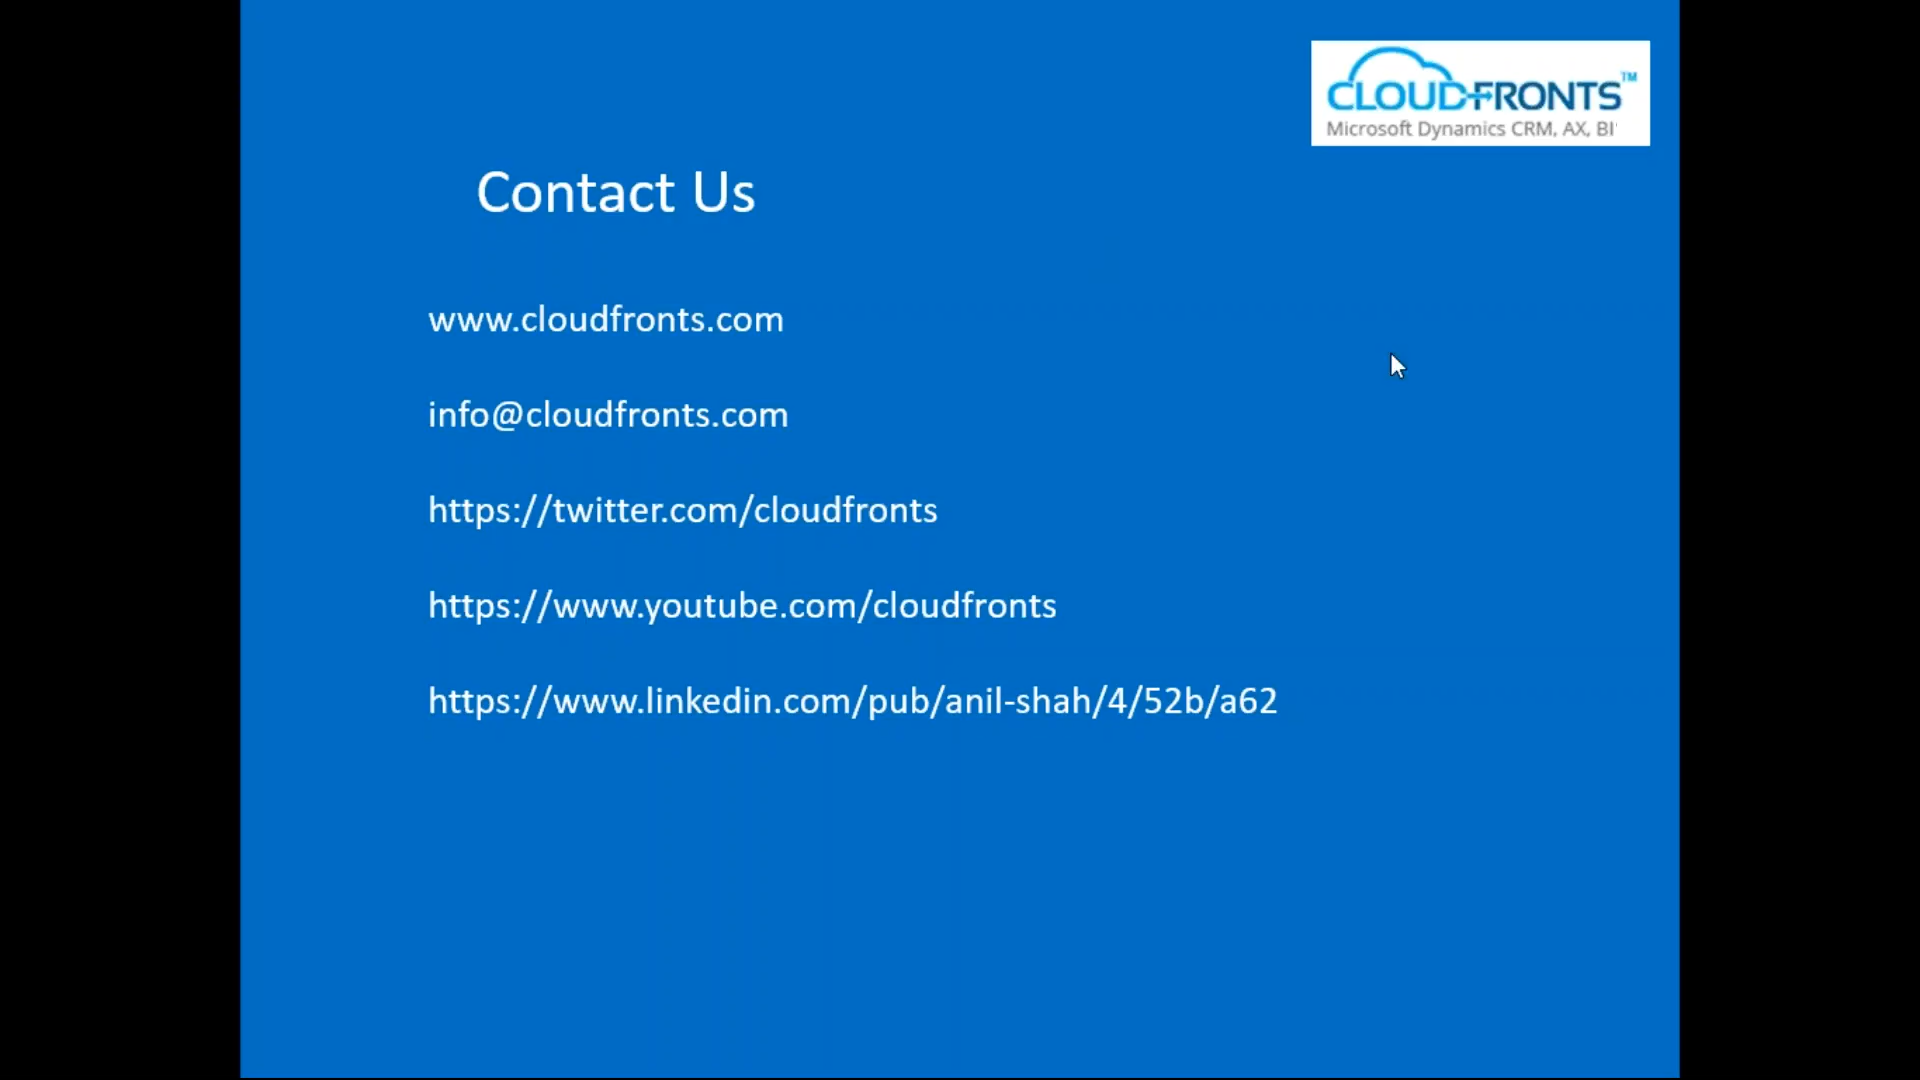 CLOUDFRONTS™
Microsoft Dynamics CRM, AX, BI
Contact Us
www.cloudfronts.com
info@cloudfronts.com
https://twitter.com/cloudfronts
https://www.youtube.com/cloudfronts
https://www.linkedin.com/pub/anil-shah/4/52b/a62